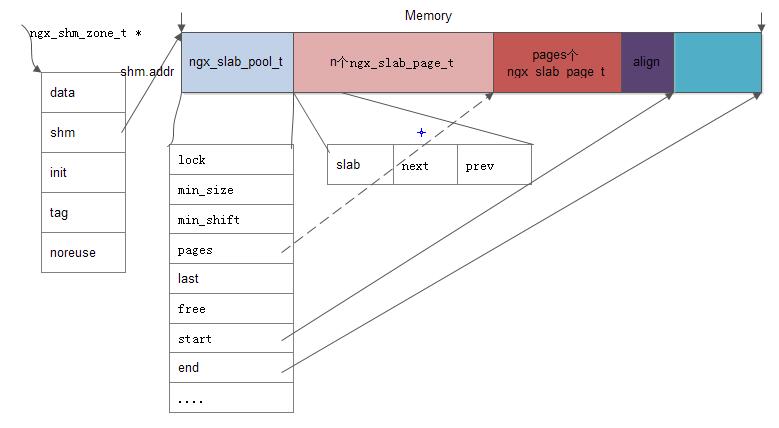 Memory
ngx_shm_zone_t *
shm.addr
ngx_slab_pool_t
n个ngx_slab_page_t
pages个
ngx_slab_page_t
align
data
shm
init
tag
noreuse
lock
min_size
min_shift
pages
last
free
start
end
....
slab
next
prev